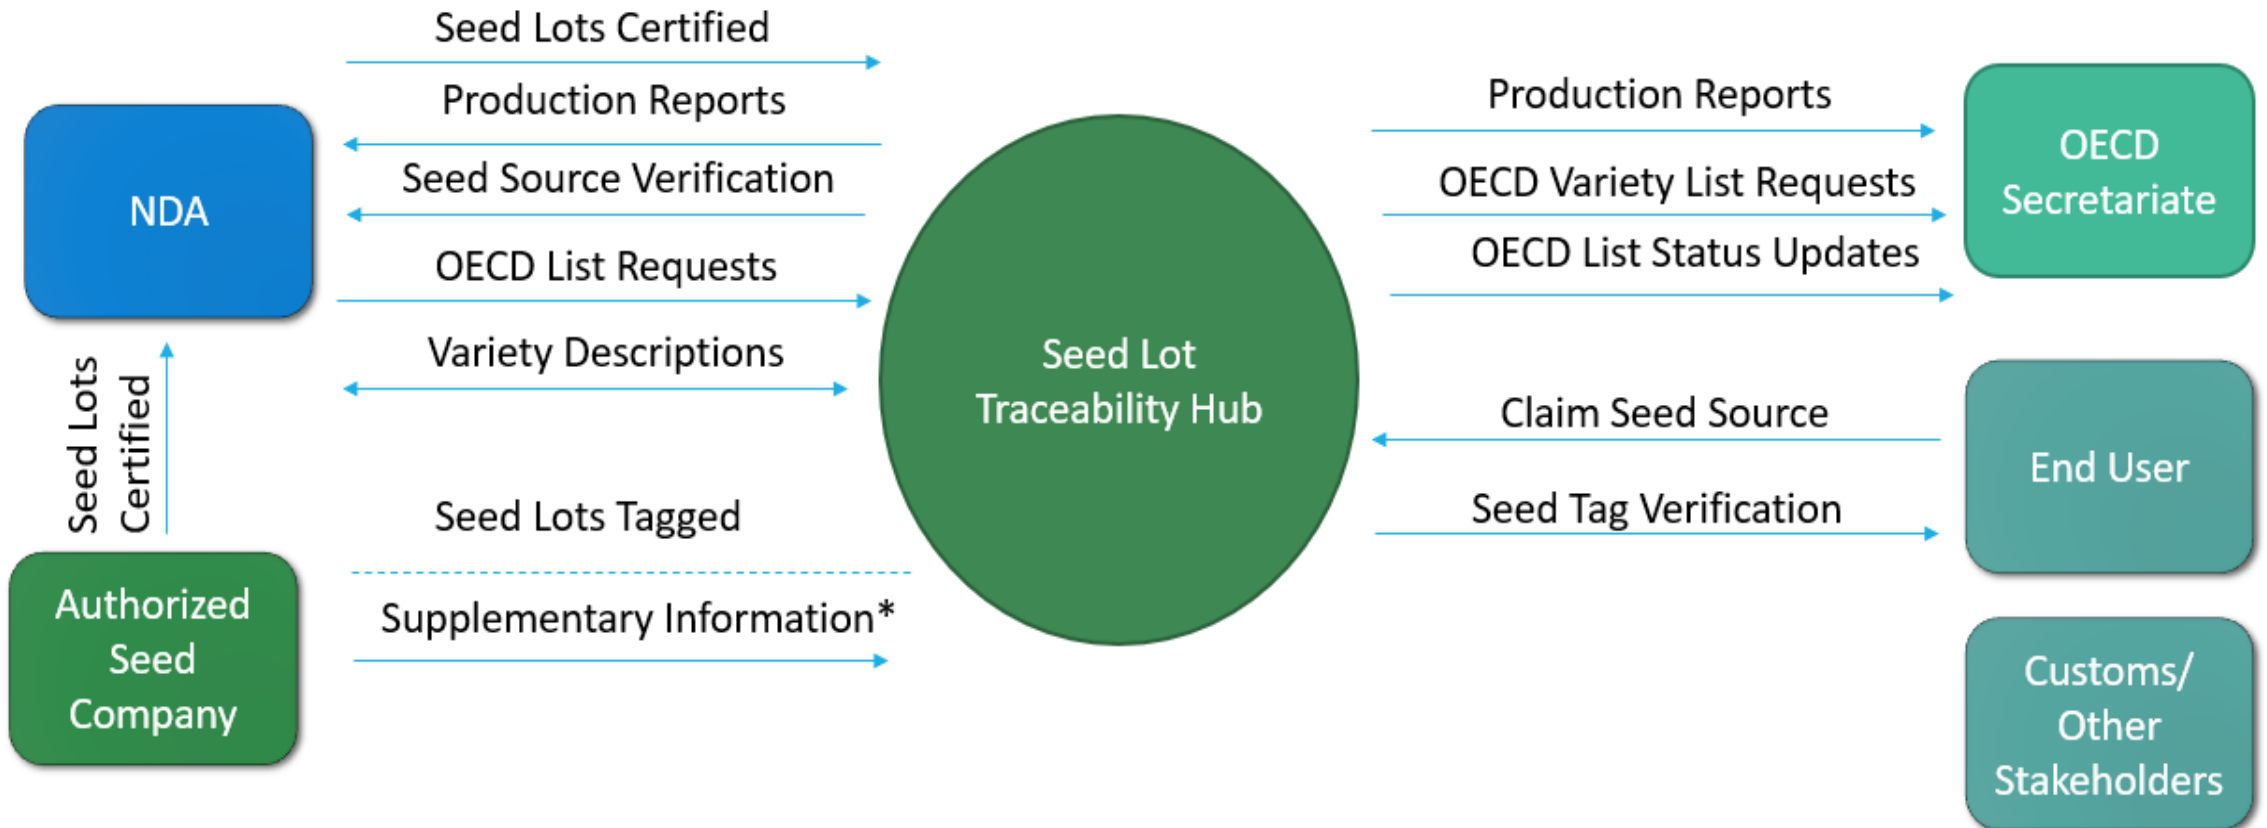 Seed Lots Certified
Production Reports
Seed Source Verification
OECD List Requests
Variety Descriptions
NDA
Seed Lots
Certified
Authorized
Seed
Company
Seed Lots Tagged
Supplementary Information*
Seed Lot
Traceability Hub
Production Reports
OECD Variety List Requests
OECD List Status Updates
OECD
Secretariate
Claim Seed Source
Seed Tag Verification
End User
Customs/
Other
Stakeholders